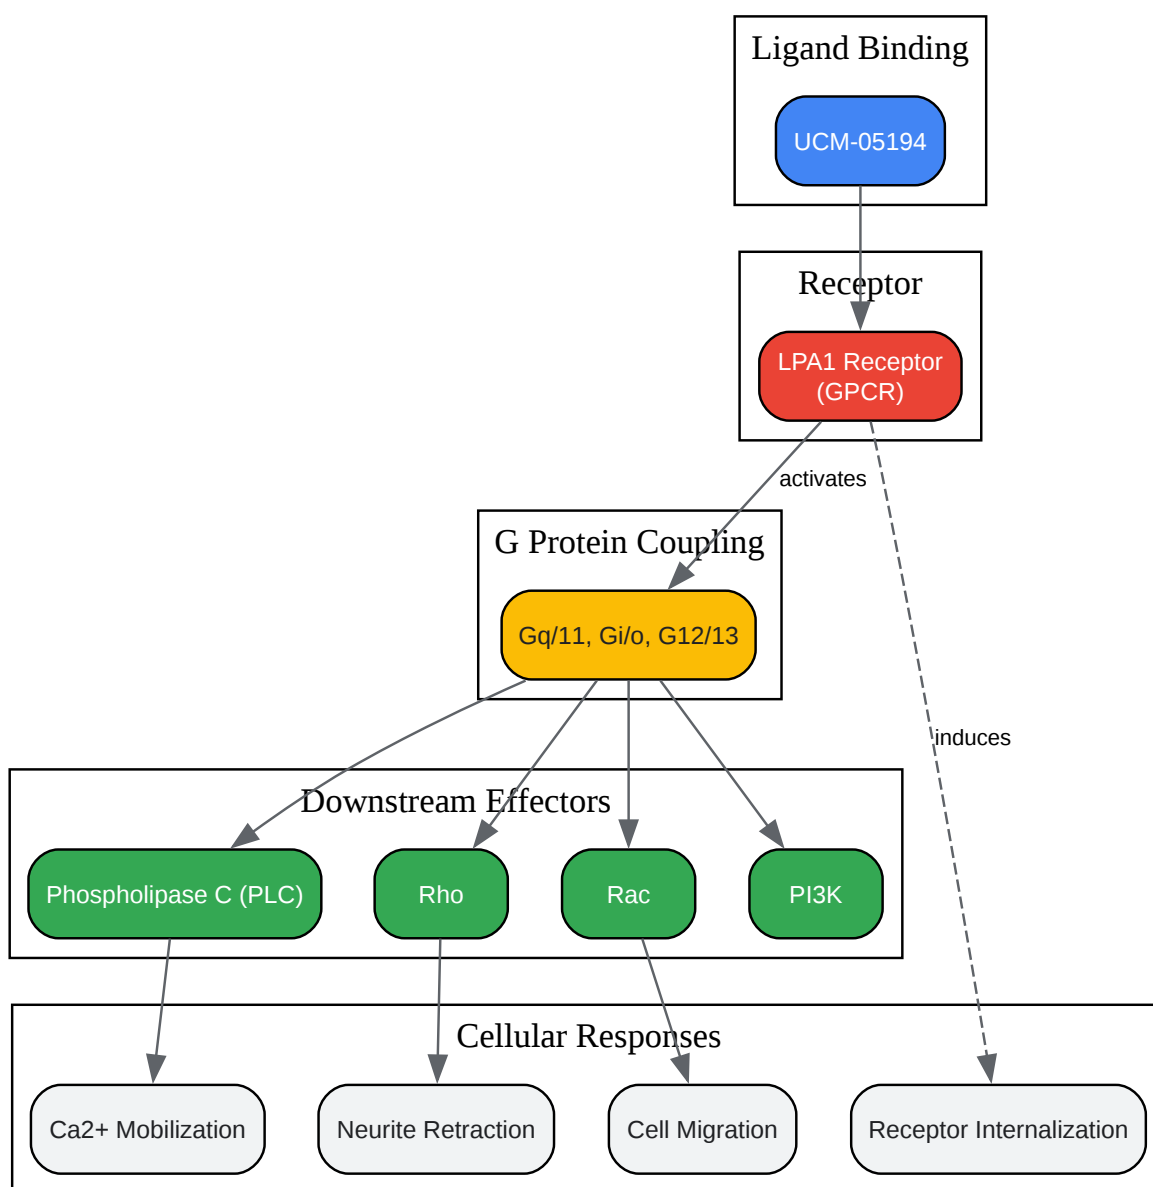 Ligand Binding
UCM-05194
Receptor
LPA1 Receptor
(GPCR)
activates
G Protein Coupling
Gq/11, Gi/o, G12/13
induces
Downstream Effectors
Phospholipase C (PLC)
Rho
Rac
PI3K
Cellular Responses
Ca2+ Mobilization
Neurite Retraction
Cell Migration
Receptor Internalization